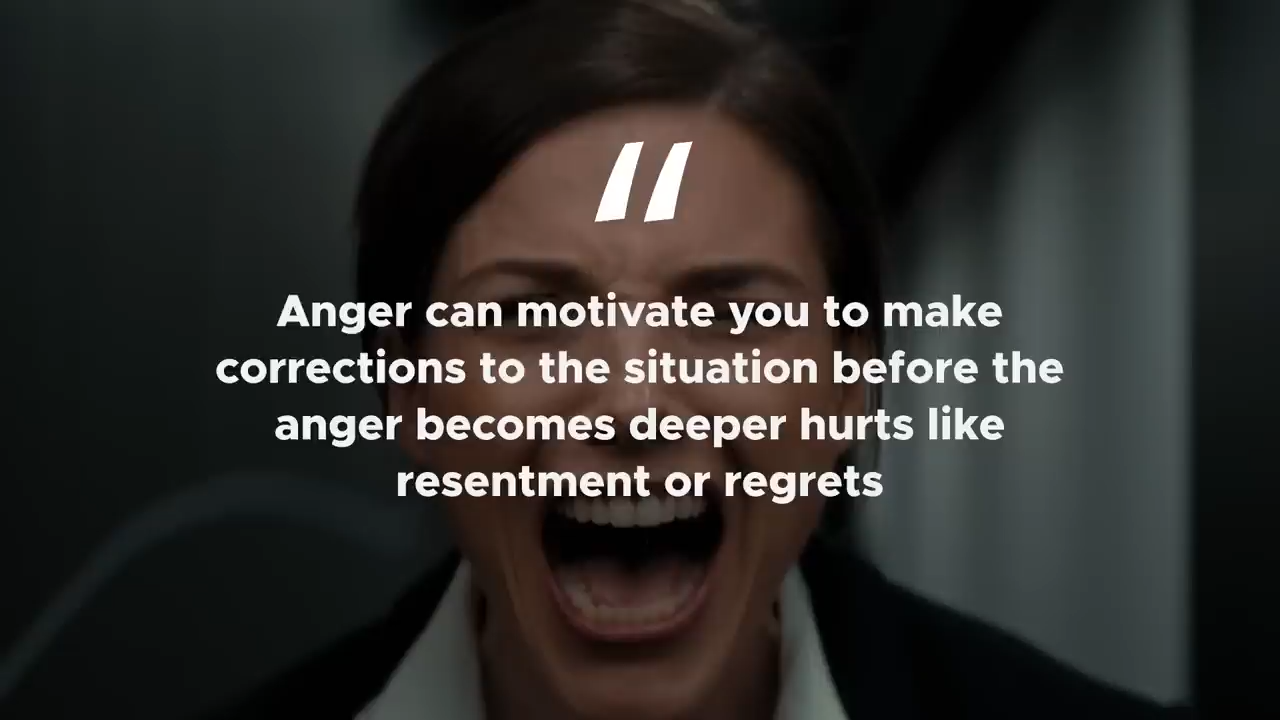 “
Anger can motivate you to make
corrections to the situation before the
anger becomes deeper hurts like
resentment or regrets